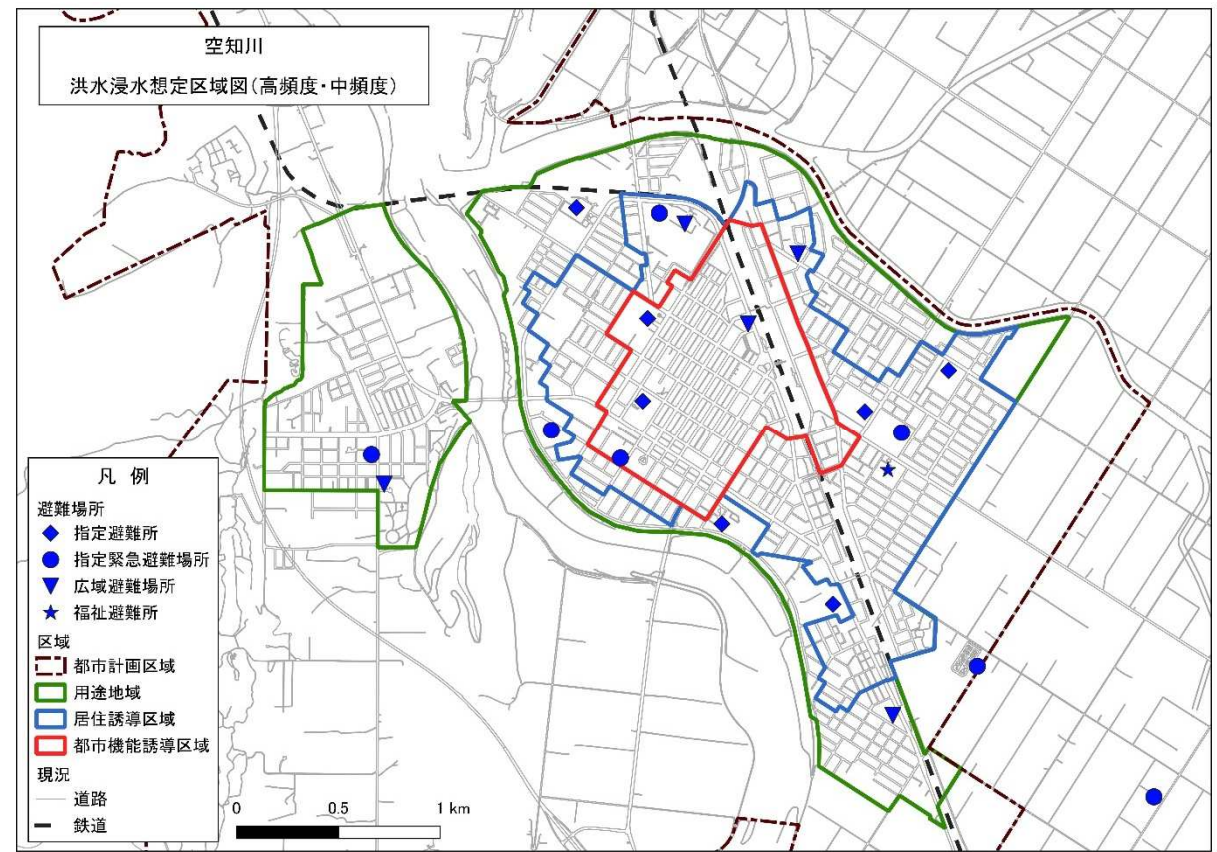 空知川
洪水浸水想定区域図(高頻度・中頻度)
凡 例
避難場所
指定避難所
指定緊急避難場所
広域避難場所
福祉避難所
区域
都市計画区域
用途地域
居住誘導区域
都市機能誘導区域
現況
道路
鉄道
0 0.5 1 km